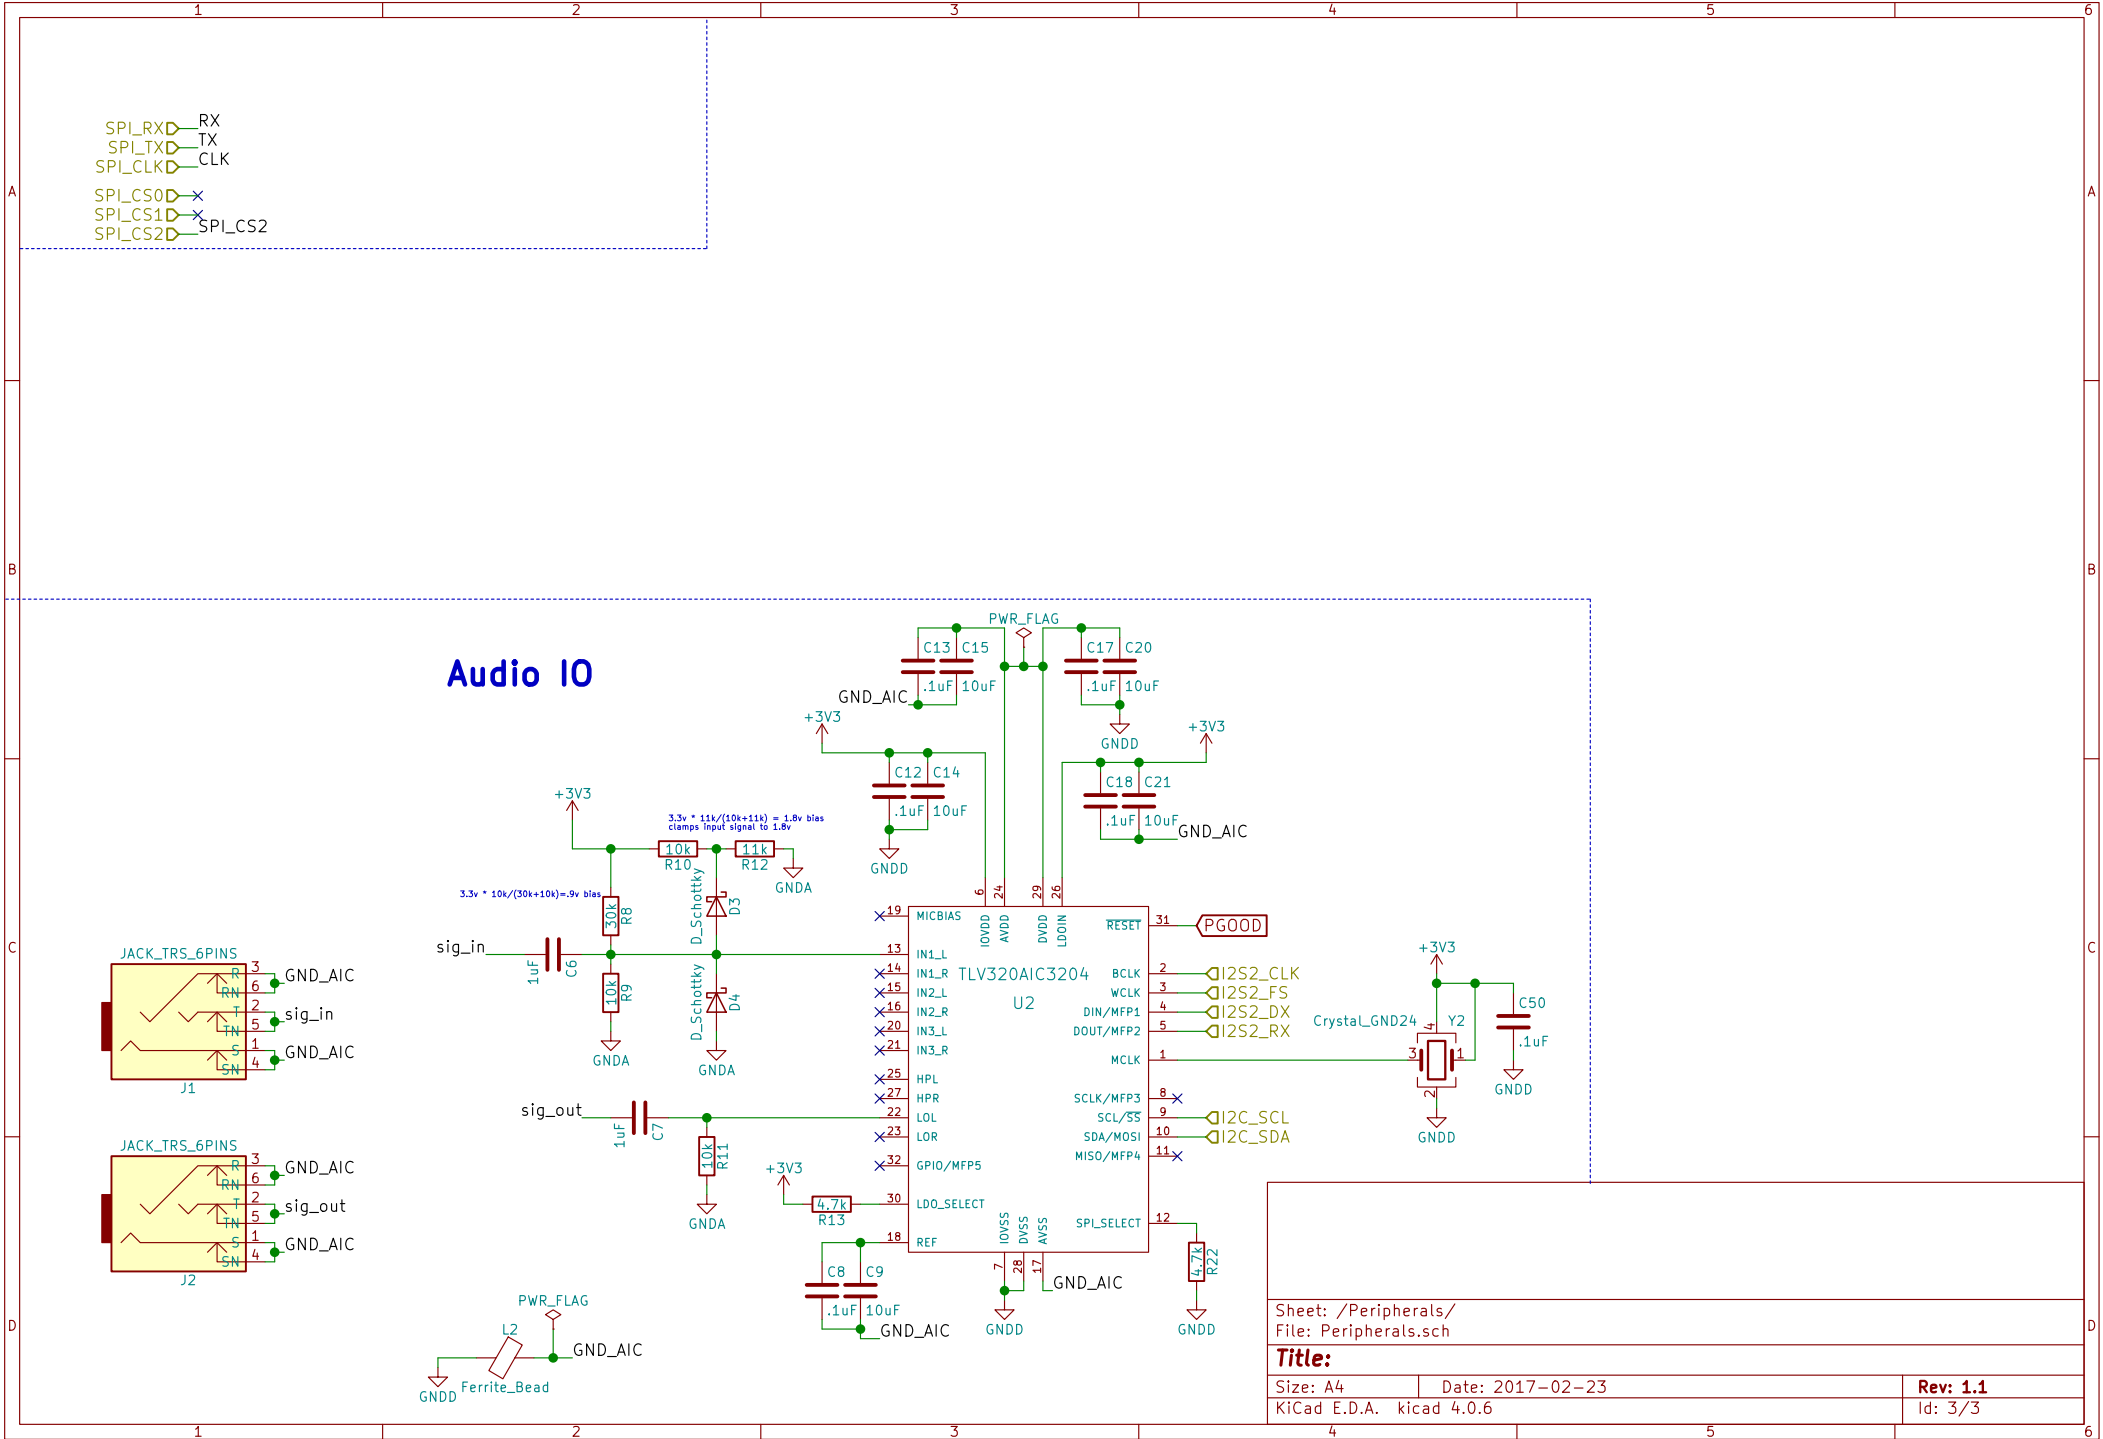 1 2 3 4 5 6
A A
B B
C C
D D
SPI_RX RX
SPI_TX TX
SPI_CLK CLK
SPI_CS0
SPI_CS1
SPI_CS2 SPI_CS2
Audio IO
PWR_FLAG
C13 C15
.1uF 10uF
GND_AIC
C17 C20
.1uF 10uF
GNDD
+3V3
C12 C14
.1uF 10uF
GNDD
+3V3
C18 C21
.1uF 10uF
GND_AIC
+3V3
3.3v * 11k/(10k+11k) = 1.8v bias
clamps input signal to 1.8v
10k
R10
11k
R12
GNDA
3.3v * 10k/(30k+10k)=.9v bias
30k
R8
D_Schottky
D3
sig_in
1uF
C6
10k
R9
GNDA
D_Schottky
D4
GNDA
sig_out
1uF
C7
10k
R11
GNDA
+3V3
4.7k
R13
C8 C9
.1uF 10uF
GND_AIC
TLV320AIC3204
U2
6 IOVDD
24 AVDD
29 DVDD
26 LDOIN
19 MICBIAS
13 IN1_L
14 IN1_R
15 IN2_L
16 IN2_R
20 IN3_L
21 IN3_R
25 HPL
27 HPR
22 LOL
23 LOR
32 GPIO/MFP5
30 LDO_SELECT
18 REF
RESET 31 PGOOD
BCLK 2 I2S2_CLK
WCLK 3 I2S2_FS
DIN/MFP1 4 I2S2_DX
DOUT/MFP2 5 I2S2_RX
MCLK 1
SCLK/MFP3 8
SCL/SS 9 I2C_SCL
SDA/MOSI 10 I2C_SDA
MISO/MFP4 11
SPI_SELECT 12
IOVSS 7
DVSS 28
AVSS 17
GND_AIC
GNDD
4.7k
R22
GNDD
+3V3
C50
.1uF
GNDD
Crystal_GND24 Y2
4
3 1
2
GNDD
JACK_TRS_6PINS
R 3 GND_AIC
RN 6
T 2 sig_in
TN 5
S 1 GND_AIC
SN 4
J1
JACK_TRS_6PINS
R 3 GND_AIC
RN 6
T 2 sig_out
TN 5
S 1 GND_AIC
SN 4
J2
PWR_FLAG
L2
GND_AIC
Ferrite_Bead
GNDD
Sheet: /Peripherals/
File: Peripherals.sch
Title:
Size: A4 Date: 2017-02-23 Rev: 1.1
KiCad E.D.A. kicad 4.0.6 Id: 3/3
1 2 3 4 5 6